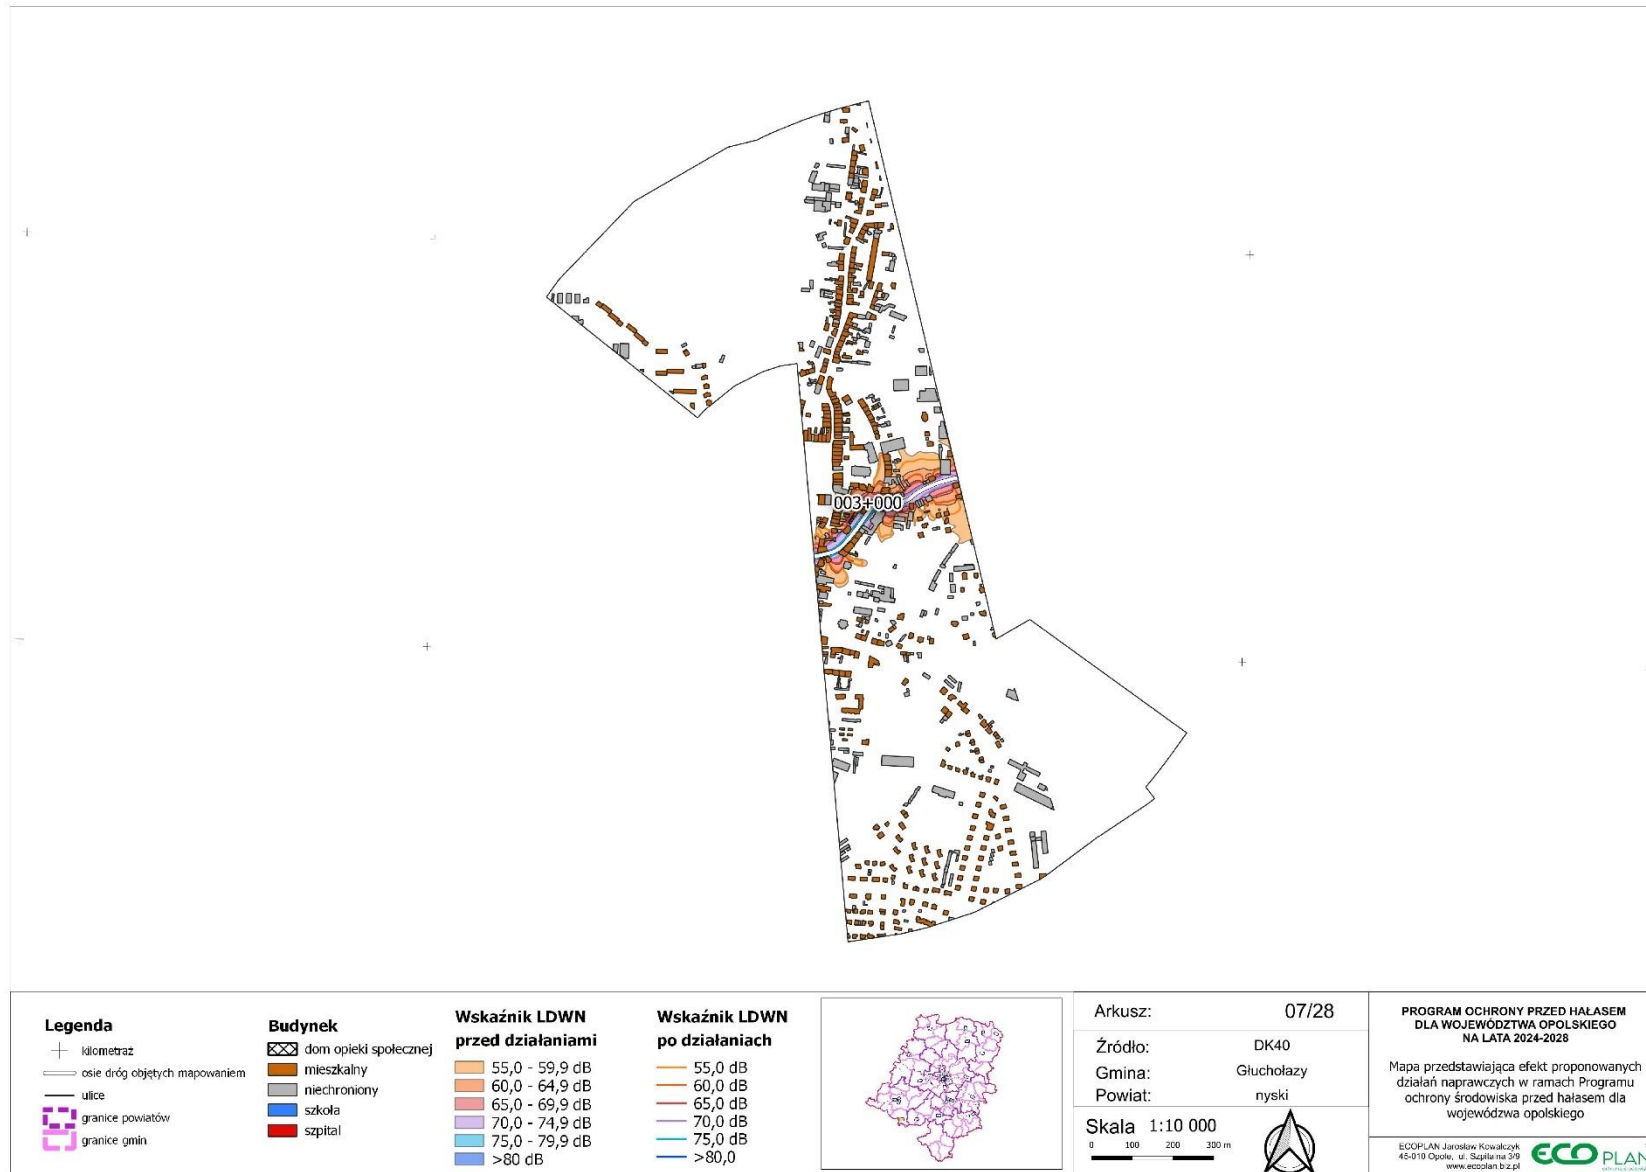 003+000
Legenda
kilometraż
osie dróg objętych mapowaniem
ulice
granice powiatów
granice gmin
Budynek
dom opieki społecznej
mieszkalny
niechroniony
szkoła
szpital
Wskaźnik LDWN
przed działaniami
55,0 - 59,9 dB
60,0 - 64,9 dB
65,0 - 69,9 dB
70,0 - 74,9 dB
75,0 - 79,9 dB
>80 dB
Wskaźnik LDWN
po działaniach
55,0 dB
60,0 dB
65,0 dB
70,0 dB
75,0 dB
>80,0
Arkusz: 07/28
Źródło: DK40
Gmina: Głuchołazy
Powiat: nyski
Skala 1:10 000
0 100 200 300 m
PROGRAM OCHRONY PRZED HAŁASEM
DLA WOJEWÓDZTWA OPOLSKIEGO
NA LATA 2024-2028
Mapa przedstawiająca efekt proponowanych
działań naprawczych w ramach Programu
ochrony środowiska przed hałasem dla
wojewódzwa opolskiego
ECOPLAN Jarosław Kowalczyk
45-010 Opole, ul. Szpitalna 3/9
www.ecoplan.biz.pl
ECO PLAN